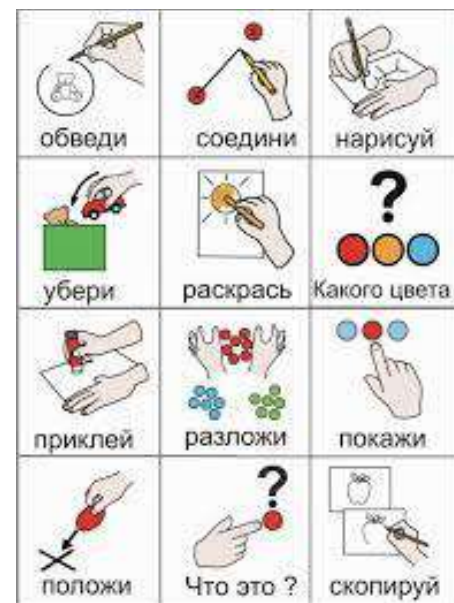 обведи
соедини
нарисуй
убери
раскрась
Какого цвета
приклей
разложи
покажи
положи
Что это ?
скопируй